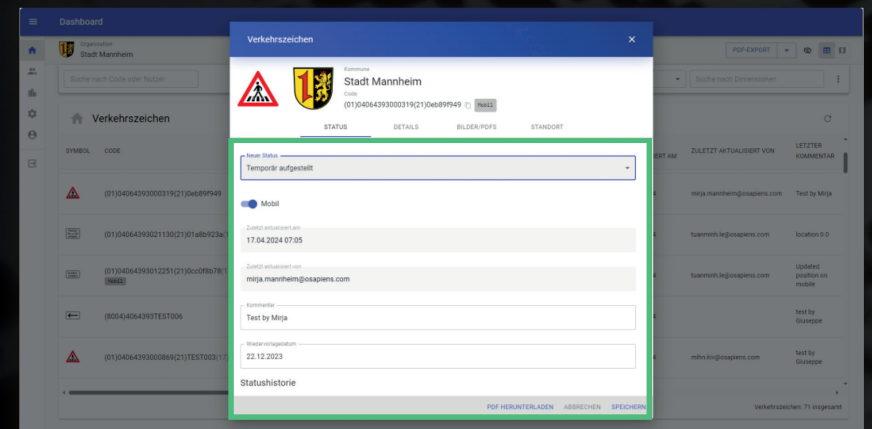 Dashboard
Organisation
Stadt Mannheim
PDF-EXPORT
Suche nach Code oder Nutzer
Suche nach Dimensionen
Verkehrszeichen
SYMBOL
CODE
ZULETZT AKTUALISIERT VON
LETZTER
KOMMENTAR
(01)04064393000319(21)0eb89f949
mirja.mannheim@osapiens.com
Test by Mirja
(01)04064393021130(21)01a8b923a(
tuanminh.le@osapiens.com
location 6.0
(01)04064393012251(21)0cc0f8b78(
Mobil
tuanminh.le@osapiens.com
Updated
position on
mobile
(8004)4064393TEST006
test by
Giuseppe
(01)04064393000869(21)TEST003(17
mihn.kiv@osapiens.com
test by
Giuseppe
Verkehrszeichen: 71 insgesamt
Verkehrszeichen
Kommune
Stadt Mannheim
Code
(01)04064393000319(21)0eb89f949
Mobil
STATUS
DETAILS
BILDER/PDFS
STANDORT
Neuer Status
Temporär aufgestellt
Mobil
Zuletzt aktualisiert am
17.04.2024 07:05
Zuletzt aktualisiert von
mirja.mannheim@osapiens.com
Kommentar
Test by Mirja
Wiedervorlagedatum
22.12.2023
Statushistorie
PDF HERUNTERLADEN
ABBRECHEN
SPEICHERN